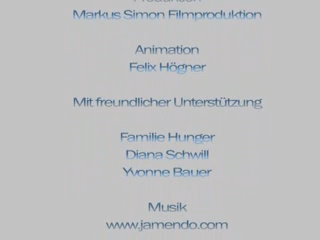 Produktion
Markus Simon Filmproduktion
Animation
Felix Högner
Mit freundlicher Unterstützung
Familie Hunger
Diana Schwill
Yvonne Bauer
Musik
www.jamendo.com